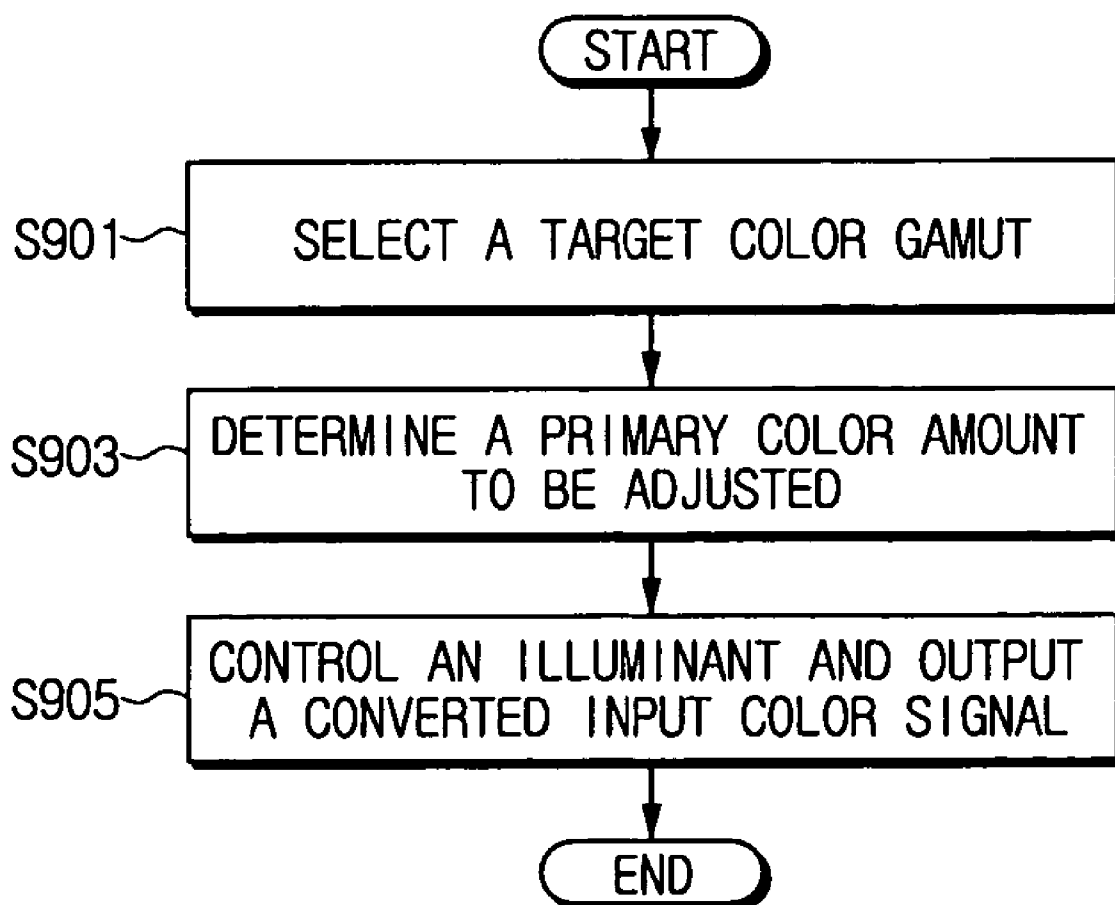 START
S901
SELECT A TARGET COLOR GAMUT
S903
DETERMINE A PRIMARY COLOR AMOUNT
TO BE ADJUSTED
S905
CONTROL AN ILLUMINANT AND OUTPUT
A CONVERTED INPUT COLOR SIGNAL
END